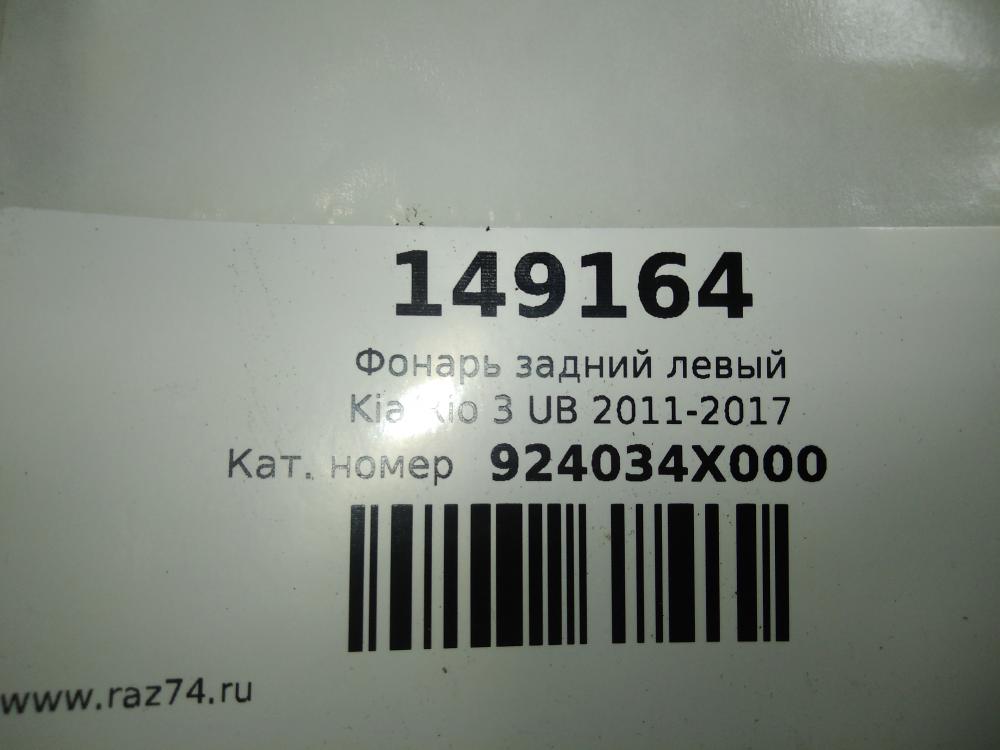 149164
Фонарь задний левый
Kia Rio 3 UB 2011-2017
Кат. номер 924034X000
www.raz74.ru